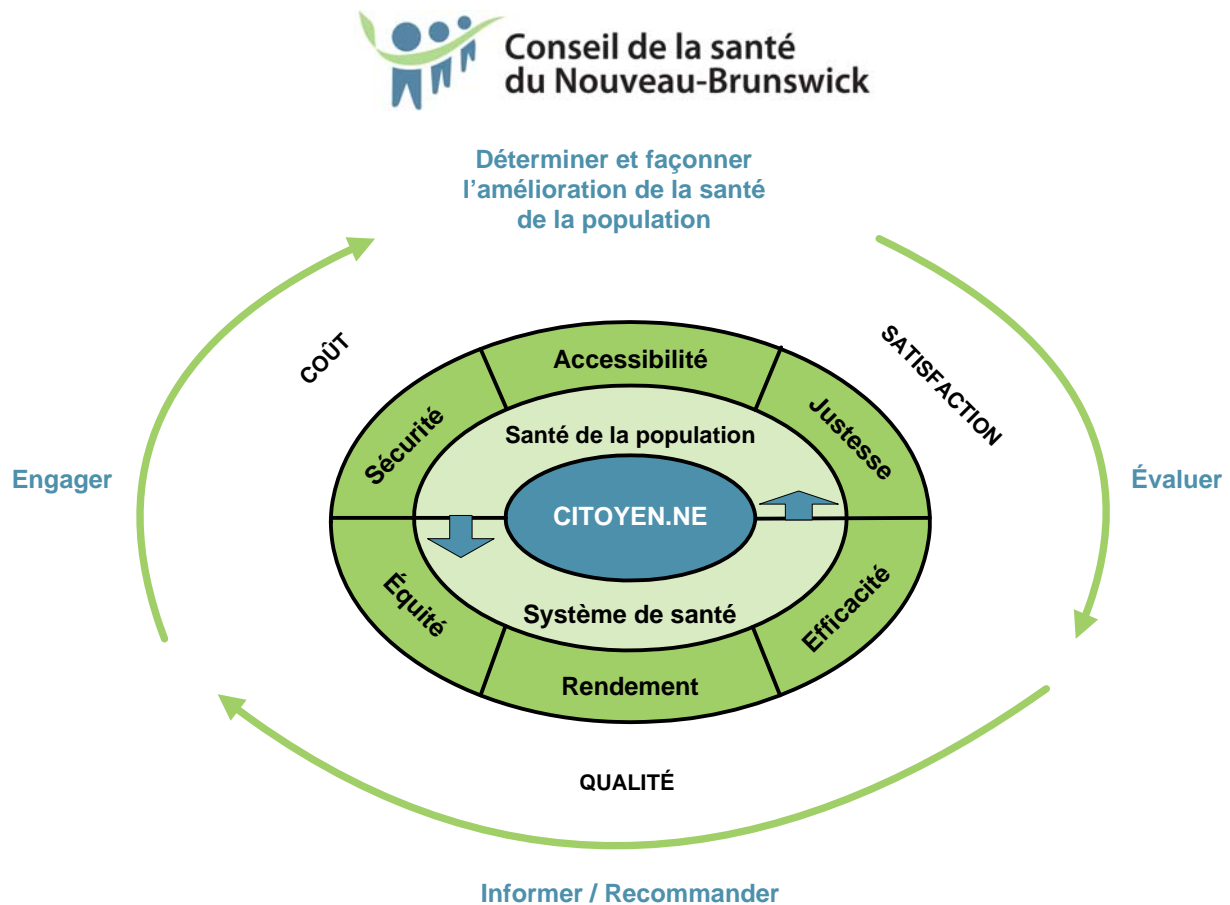 Conseil de la santé
du Nouveau-Brunswick
Déterminer et façonner
l'amélioration de la santé
de la population
COÛT
SATISFACTION
Accessibilité
Sécurité
Justesse
Santé de la population
Engager
Évaluer
CITOYEN.NE
Équité
Système de santé
Efficacité
Rendement
QUALITÉ
Informer / Recommander